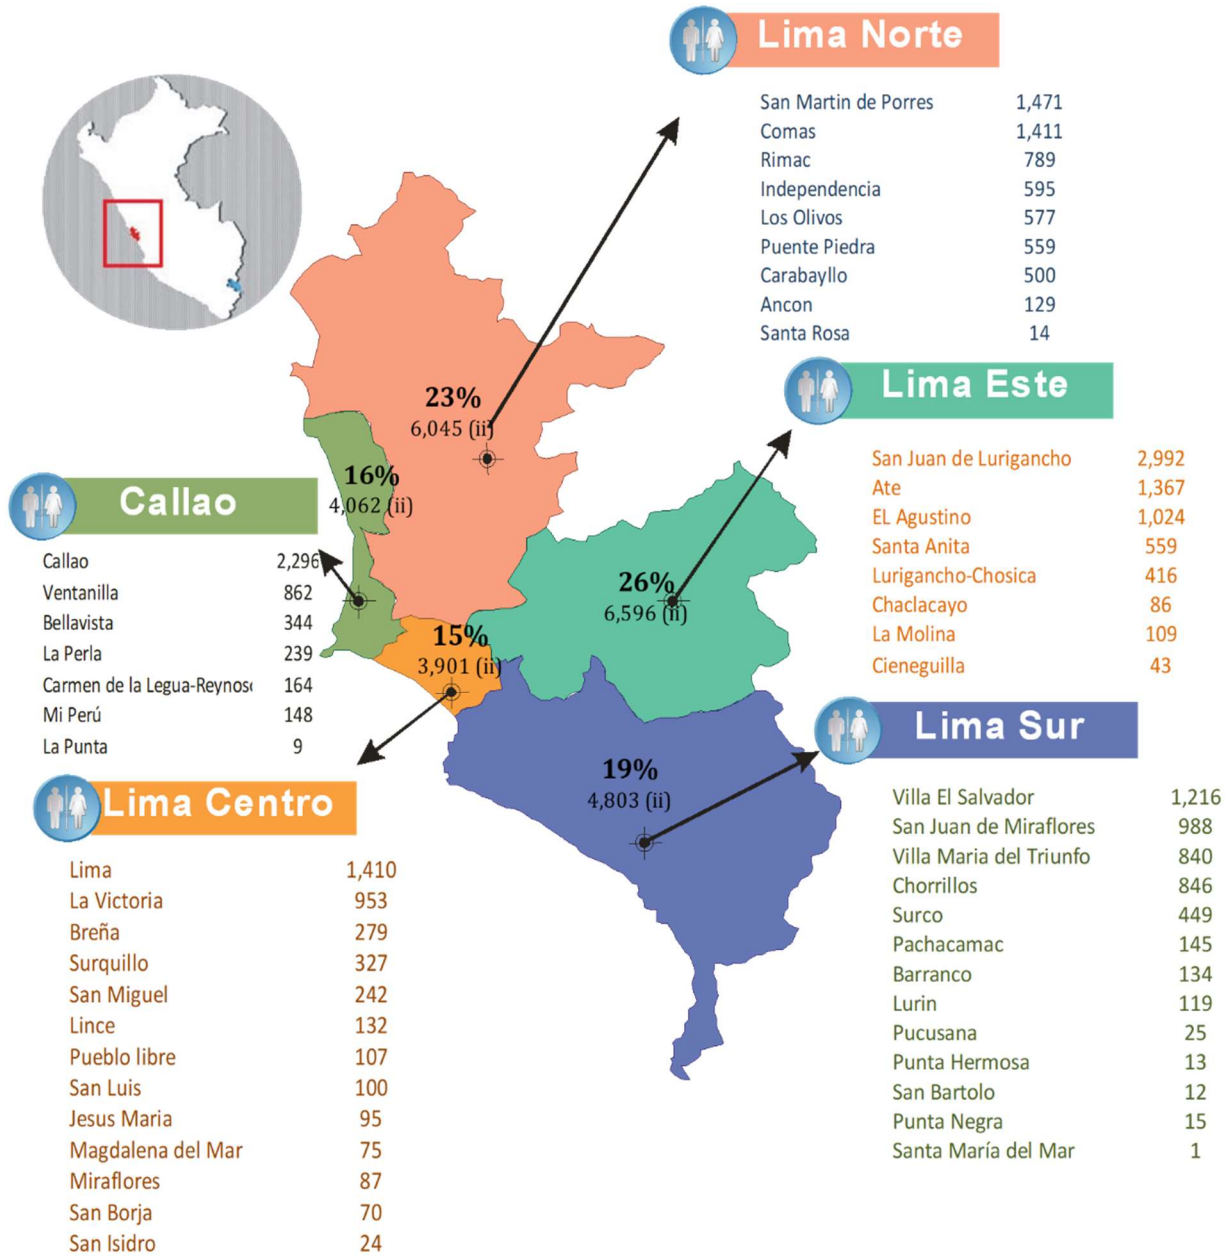 Lima Norte
San Martin de Porres 1,471
Comas 1,411
Rimac 789
Independencia 595
Los Olivos 577
Puente Piedra 559
Carabayllo 500
Ancon 129
Santa Rosa 14
23%
6,045 (ii)
Lima Este
San Juan de Lurigancho 2,992
Ate 1,367
EL Agustino 1,024
Santa Anita 559
Lurigancho-Chosica 416
Chaclacayo 86
La Molina 109
Cieneguilla 43
26%
6,596 (ii)
16%
4,062 (ii)
Callao
Callao 2,296
Ventanilla 862
Bellavista 344
La Perla 239
Carmen de la Legua-Reynoso 164
Mi Perú 148
La Punta 9
15%
3,901 (ii)
Lima Centro
Lima 1,410
La Victoria 953
Breña 279
Surquillo 327
San Miguel 242
Lince 132
Pueblo libre 107
San Luis 100
Jesus Maria 95
Magdalena del Mar 75
Miraflores 87
San Borja 70
San Isidro 24
19%
4,803 (ii)
Lima Sur
Villa El Salvador 1,216
San Juan de Miraflores 988
Villa Maria del Triunfo 840
Chorrillos 846
Surco 449
Pachacamac 145
Barranco 134
Lurin 119
Pucusana 25
Punta Hermosa 13
San Bartolo 12
Punta Negra 15
Santa María del Mar 1